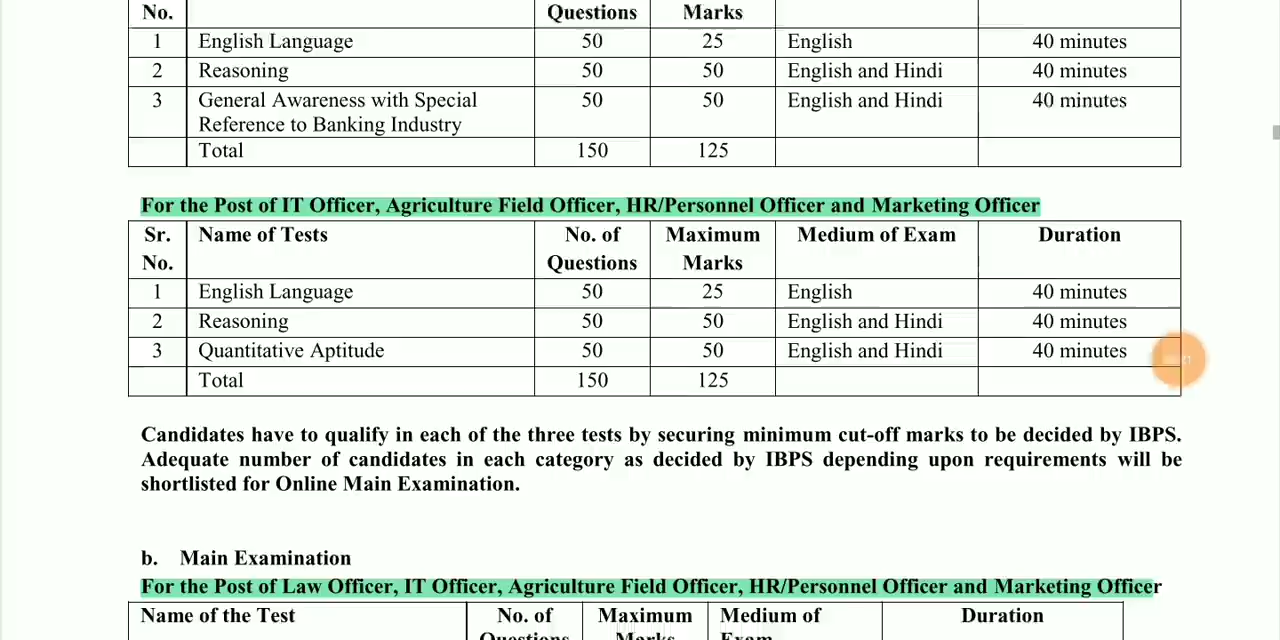 No. Questions Marks
1 English Language 50 25 English 40 minutes
2 Reasoning 50 50 English and Hindi 40 minutes
3 General Awareness with Special 50 50 English and Hindi 40 minutes
Reference to Banking Industry
Total 150 125
For the Post of IT Officer, Agriculture Field Officer, HR/Personnel Officer and Marketing Officer
Sr. Name of Tests No. of Maximum Medium of Exam Duration
No. Questions Marks
1 English Language 50 25 English 40 minutes
2 Reasoning 50 50 English and Hindi 40 minutes
3 Quantitative Aptitude 50 50 English and Hindi 40 minutes
Total 150 125
Candidates have to qualify in each of the three tests by securing minimum cut-off marks to be decided by IBPS.
Adequate number of candidates in each category as decided by IBPS depending upon requirements will be
shortlisted for Online Main Examination.
b. Main Examination
For the Post of Law Officer, IT Officer, Agriculture Field Officer, HR/Personnel Officer and Marketing Officer
Name of the Test No. of Maximum Medium of Duration
Questions Marks Exam